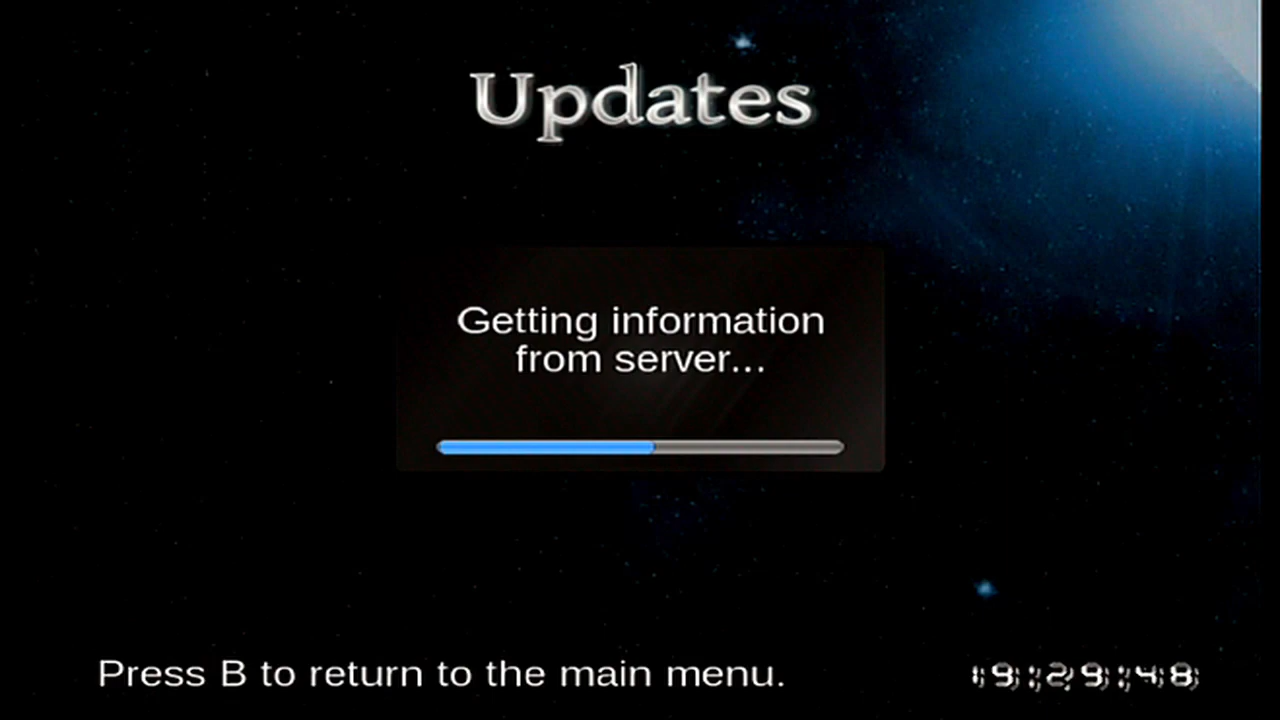 Updates
Getting information
from server...
Press B to return to the main menu.
19:29:48